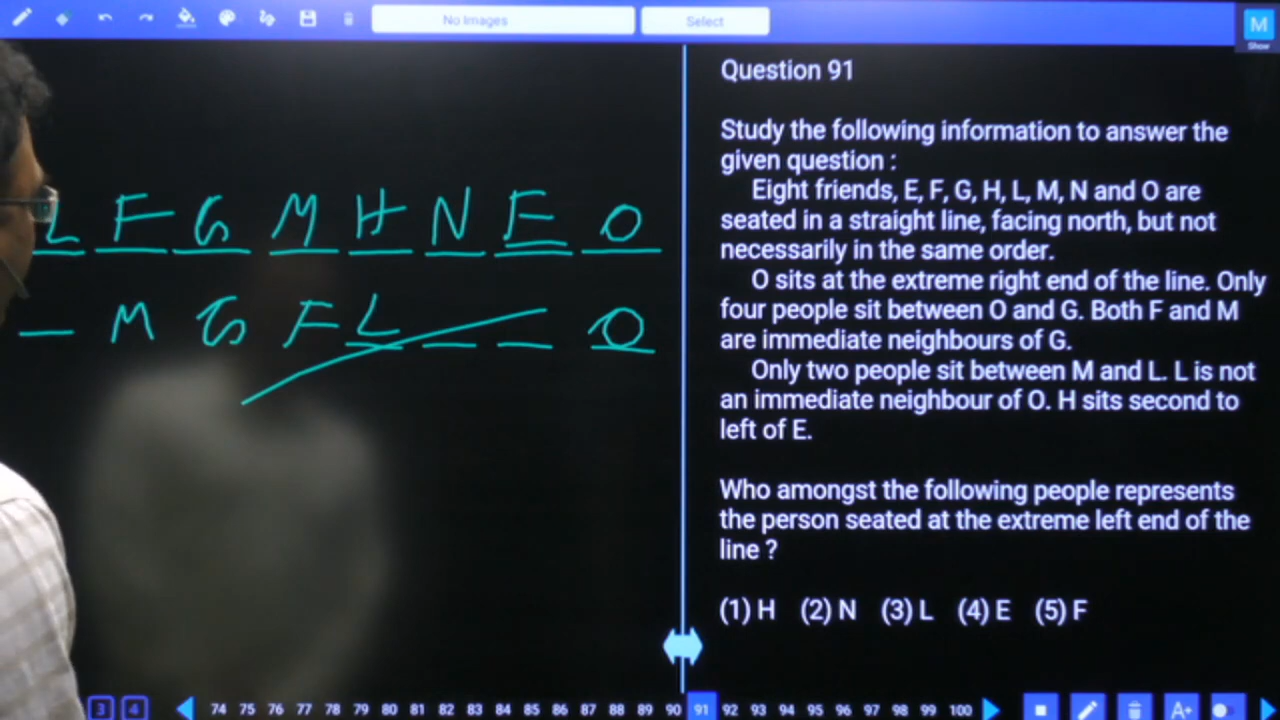 No Images
Select
M
Show
L F G M H N E O
M G F L O
Question 91
Study the following information to answer the
given question :
Eight friends, E, F, G, H, L, M, N and O are
seated in a straight line, facing north, but not
necessarily in the same order.
O sits at the extreme right end of the line. Only
four people sit between O and G. Both F and M
are immediate neighbours of G.
Only two people sit between M and L. L is not
an immediate neighbour of O. H sits second to
left of E.
Who amongst the following people represents
the person seated at the extreme left end of the
line ?
(1) H (2) N (3) L (4) E (5) F
3 4 74 75 76 77 78 79 80 81 82 83 84 85 86 87 88 89 90 91 92 93 94 95 96 97 98 99 100 A+